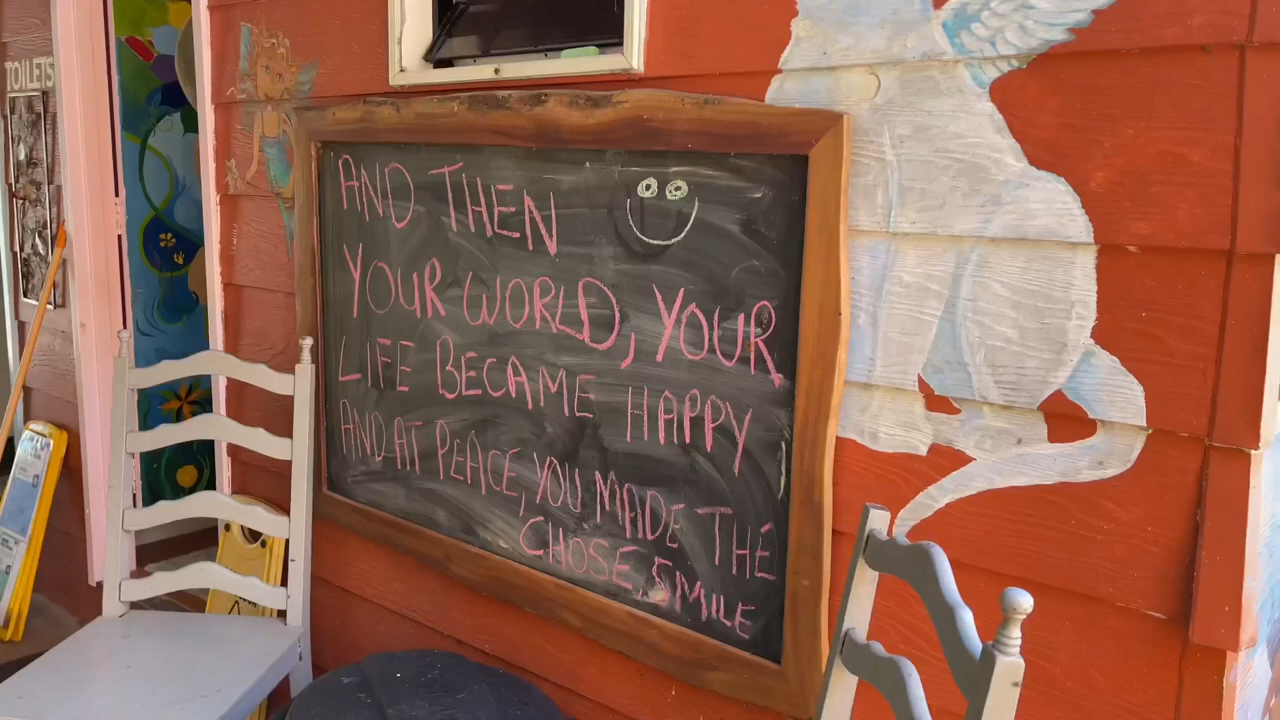 TOILETS
AND THEN
YOUR WORLD, YOUR
LIFE BECAME HAPPY
AND AT PEACE, YOU MADE THE
CHOSE, SMILE